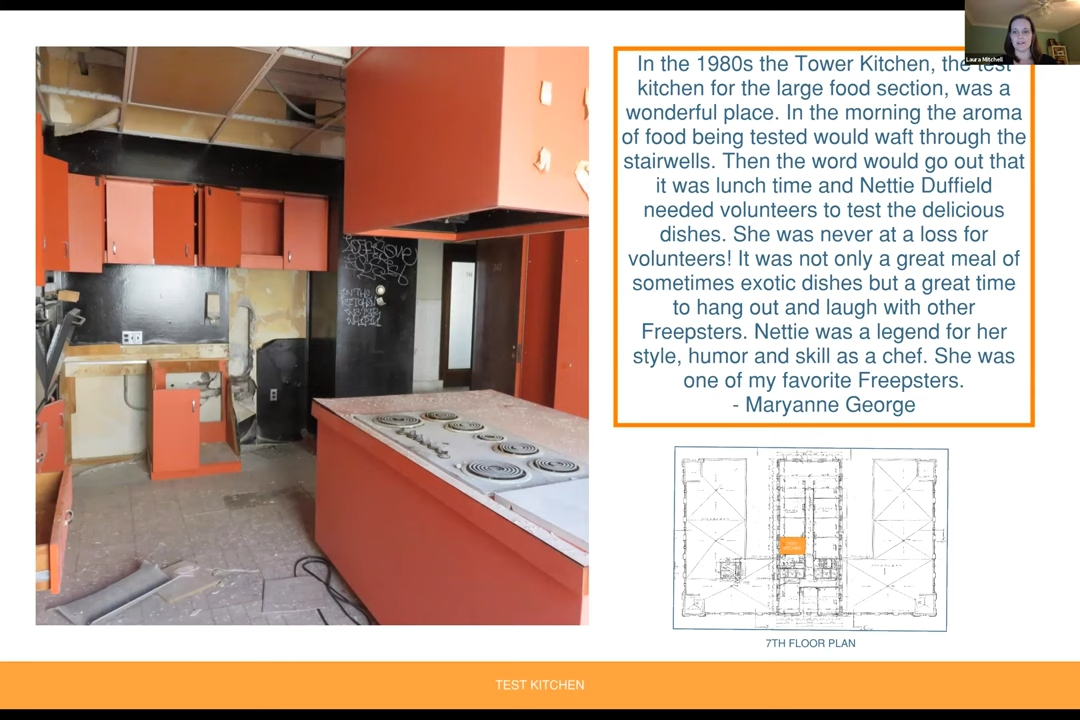 In the 1980s the Tower Kitchen, the test
kitchen for the large food section, was a
wonderful place. In the morning the aroma
of food being tested would waft through the
stairwells. Then the word would go out that
it was lunch time and Nettie Duffield
needed volunteers to test the delicious
dishes. She was never at a loss for
volunteers! It was not only a great meal of
sometimes exotic dishes but a great time
to hang out and laugh with other
Freepsters. Nettie was a legend for her
style, humor and skill as a chef. She was
one of my favorite Freepsters.
- Maryanne George
Laura Mitchell
TEST KITCHEN
7TH FLOOR PLAN
TEST KITCHEN